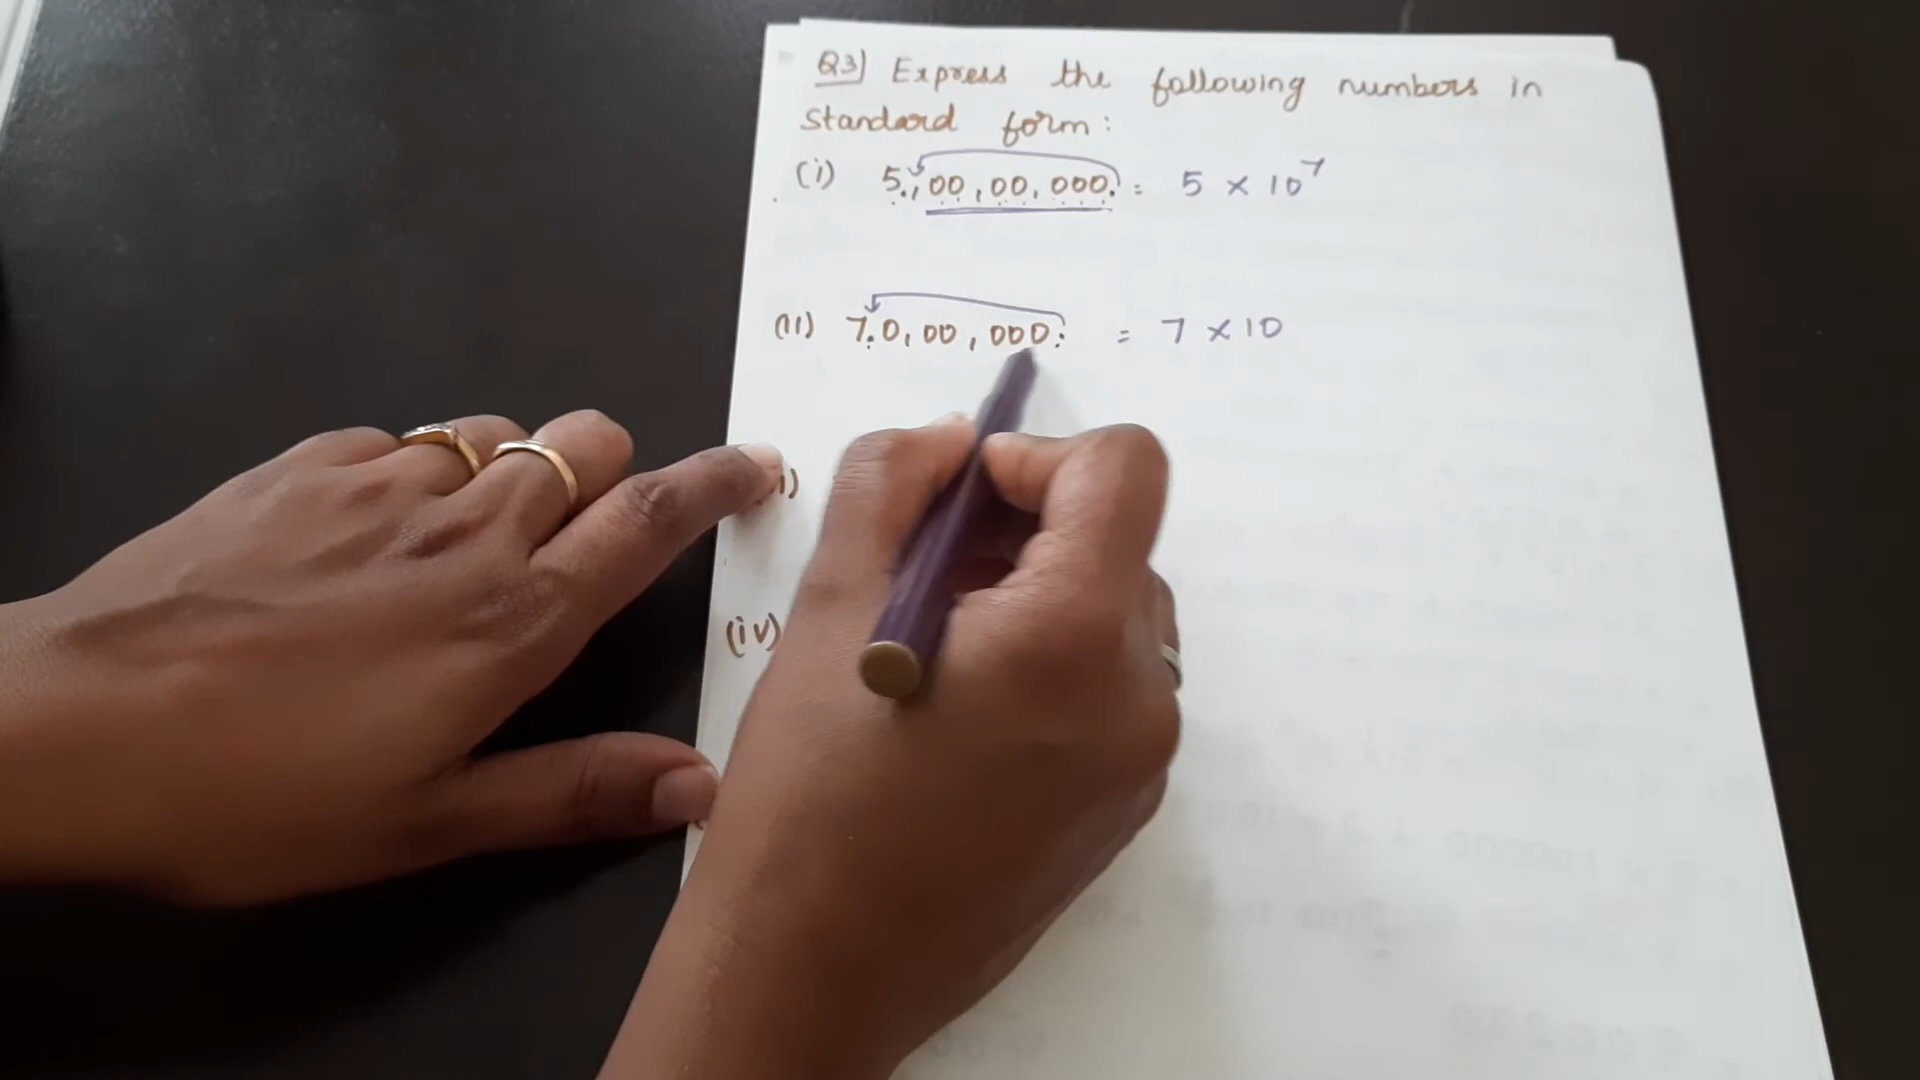 Q3) Express the following numbers in
standard form:
(i) 5.,00,00,000. = 5 × 10⁷
(ii) 7.0,00,000. = 7 × 10
(iv)